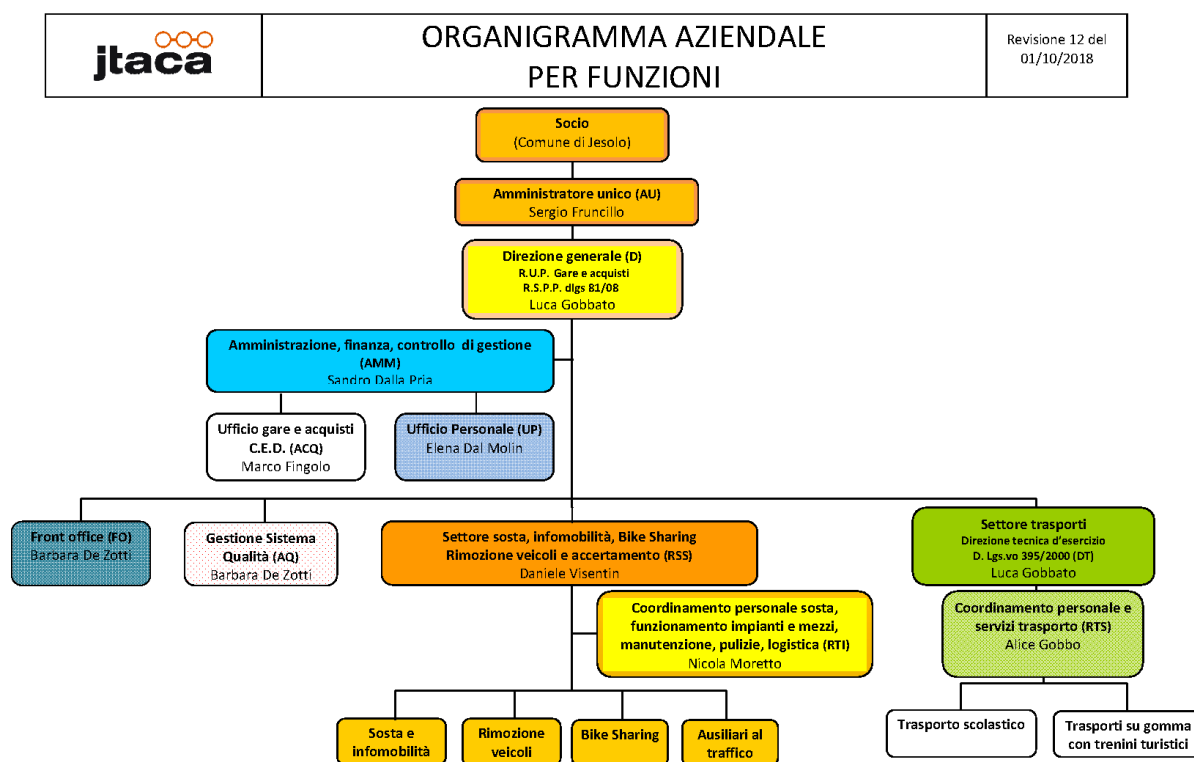 jtaca
ORGANIGRAMMA AZIENDALE
PER FUNZIONI
Revisione 12 del
01/10/2018
Socio
(Comune di Jesolo)
Amministratore unico (AU)
Sergio Fruncillo
Direzione generale (D)
R.U.P. Gare e acquisti
R.S.P.P. dlgs 81/08
Luca Gobbato
Amministrazione, finanza, controllo di gestione
(AMM)
Sandro Dalla Pria
Ufficio gare e acquisti
C.E.D. (ACQ)
Marco Fingolo
Ufficio Personale (UP)
Elena Dal Molin
Front office (FO)
Barbara De Zotti
Gestione Sistema
Qualità (AQ)
Barbara De Zotti
Settore sosta, infomobilità, Bike Sharing
Rimozione veicoli e accertamento (RSS)
Daniele Visentin
Settore trasporti
Direzione tecnica d'esercizio
D. Lgs.vo 395/2000 (DT)
Luca Gobbato
Coordinamento personale sosta,
funzionamento impianti e mezzi,
manutenzione, pulizie, logistica (RTI)
Nicola Moretto
Coordinamento personale e
servizi trasporto (RTS)
Alice Gobbo
Sosta e
infomobilità
Rimozione
veicoli
Bike Sharing
Ausiliari al
traffico
Trasporto scolastico
Trasporti su gomma
con trenini turistici